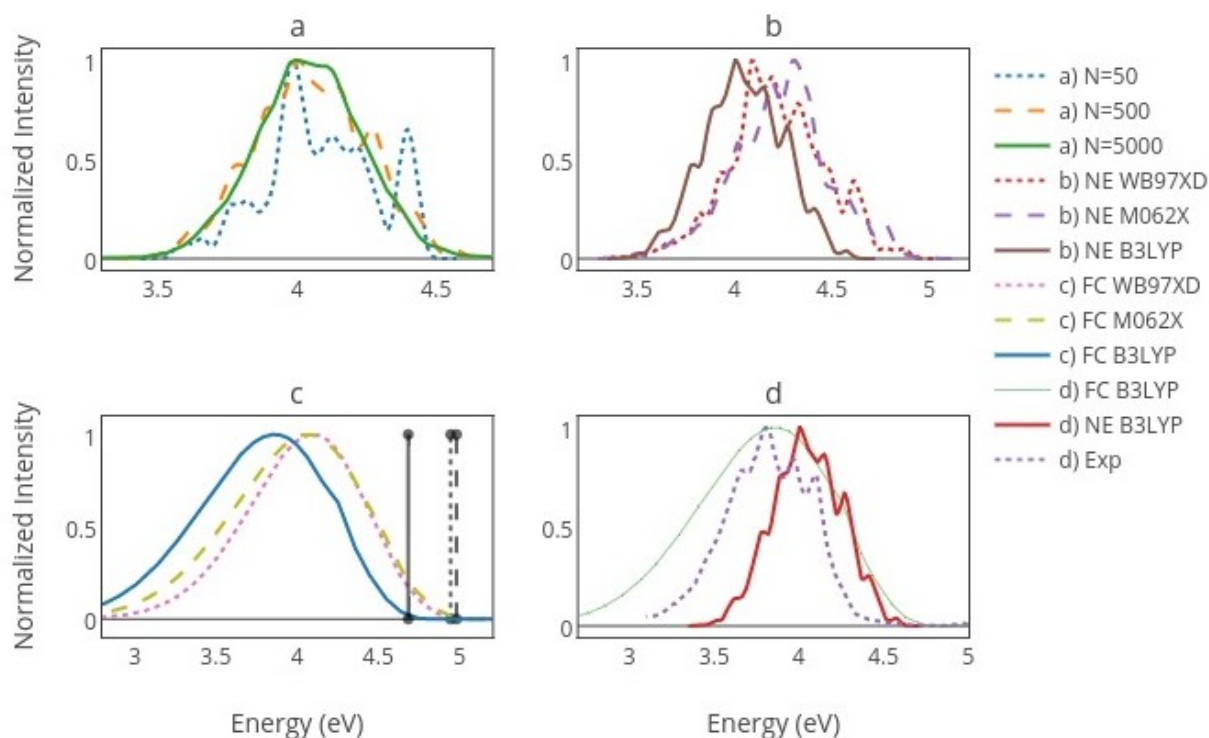 a
b
Normalized Intensity
1
0.5
0
3.5 4 4.5
1
0.5
0
3.5 4 4.5 5
a) N=50
a) N=500
a) N=5000
b) NE WB97XD
b) NE M062X
b) NE B3LYP
c) FC WB97XD
c) FC M062X
c) FC B3LYP
d) FC B3LYP
d) NE B3LYP
d) Exp
c
d
Normalized Intensity
1
0.5
0
3 3.5 4 4.5 5
Energy (eV)
1
0.5
0
3 3.5 4 4.5 5
Energy (eV)